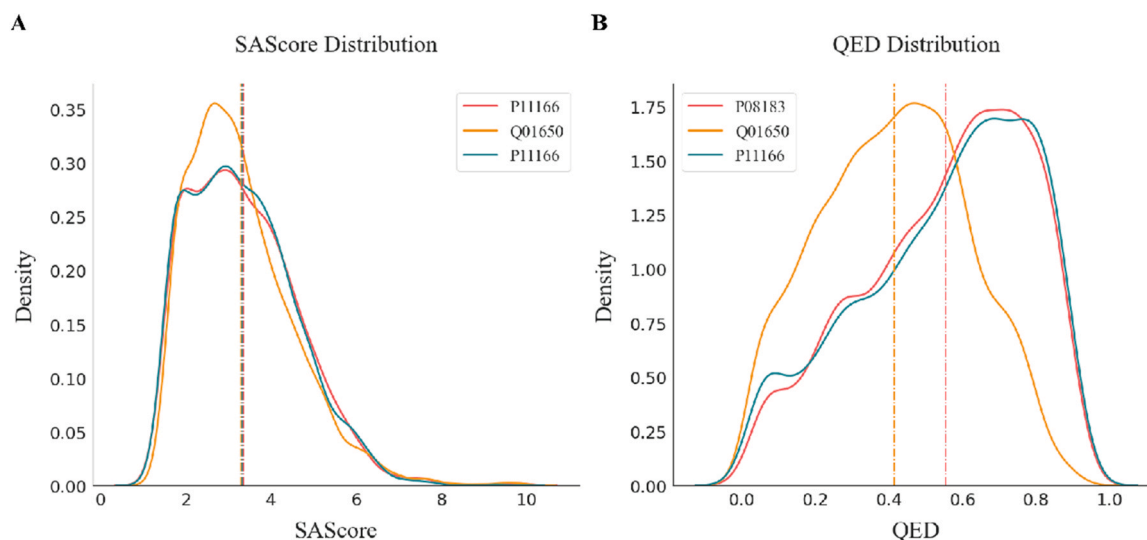 A
SAScore Distribution
0.35
0.30
0.25
0.20
0.15
0.10
0.05
0.00
Density
P11166
Q01650
P11166
0 2 4 6 8 10
SAScore
B
QED Distribution
1.75
1.50
1.25
1.00
0.75
0.50
0.25
0.00
Density
P08183
Q01650
P11166
0.0 0.2 0.4 0.6 0.8 1.0
QED